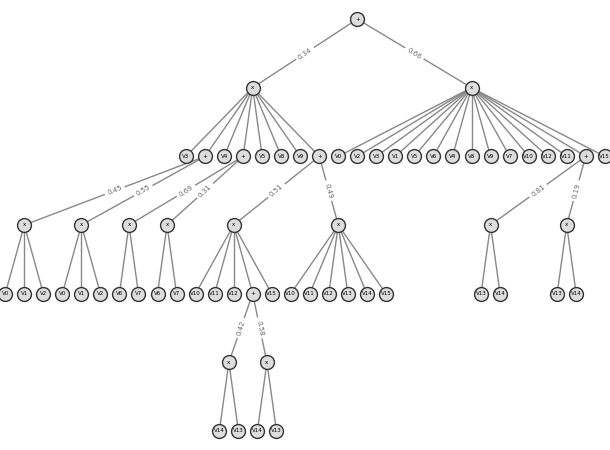 +
0.34 0.66
x x
V3 + V4 + V5 V8 V9 + V0 V2 V3 V1 V5 V6 V4 V8 V9 V7 V10 V12 V11 + V15
0.45 0.55 0.69 0.31 0.51 0.49 0.81 0.19
x x x x x x x x
V0 V1 V2 V0 V1 V2 V6 V7 V6 V7 V10 V11 V12 + V15 V10 V11 V12 V13 V14 V15 V13 V14 V13 V14
0.42 0.58
x x
V14 V13 V14 V13